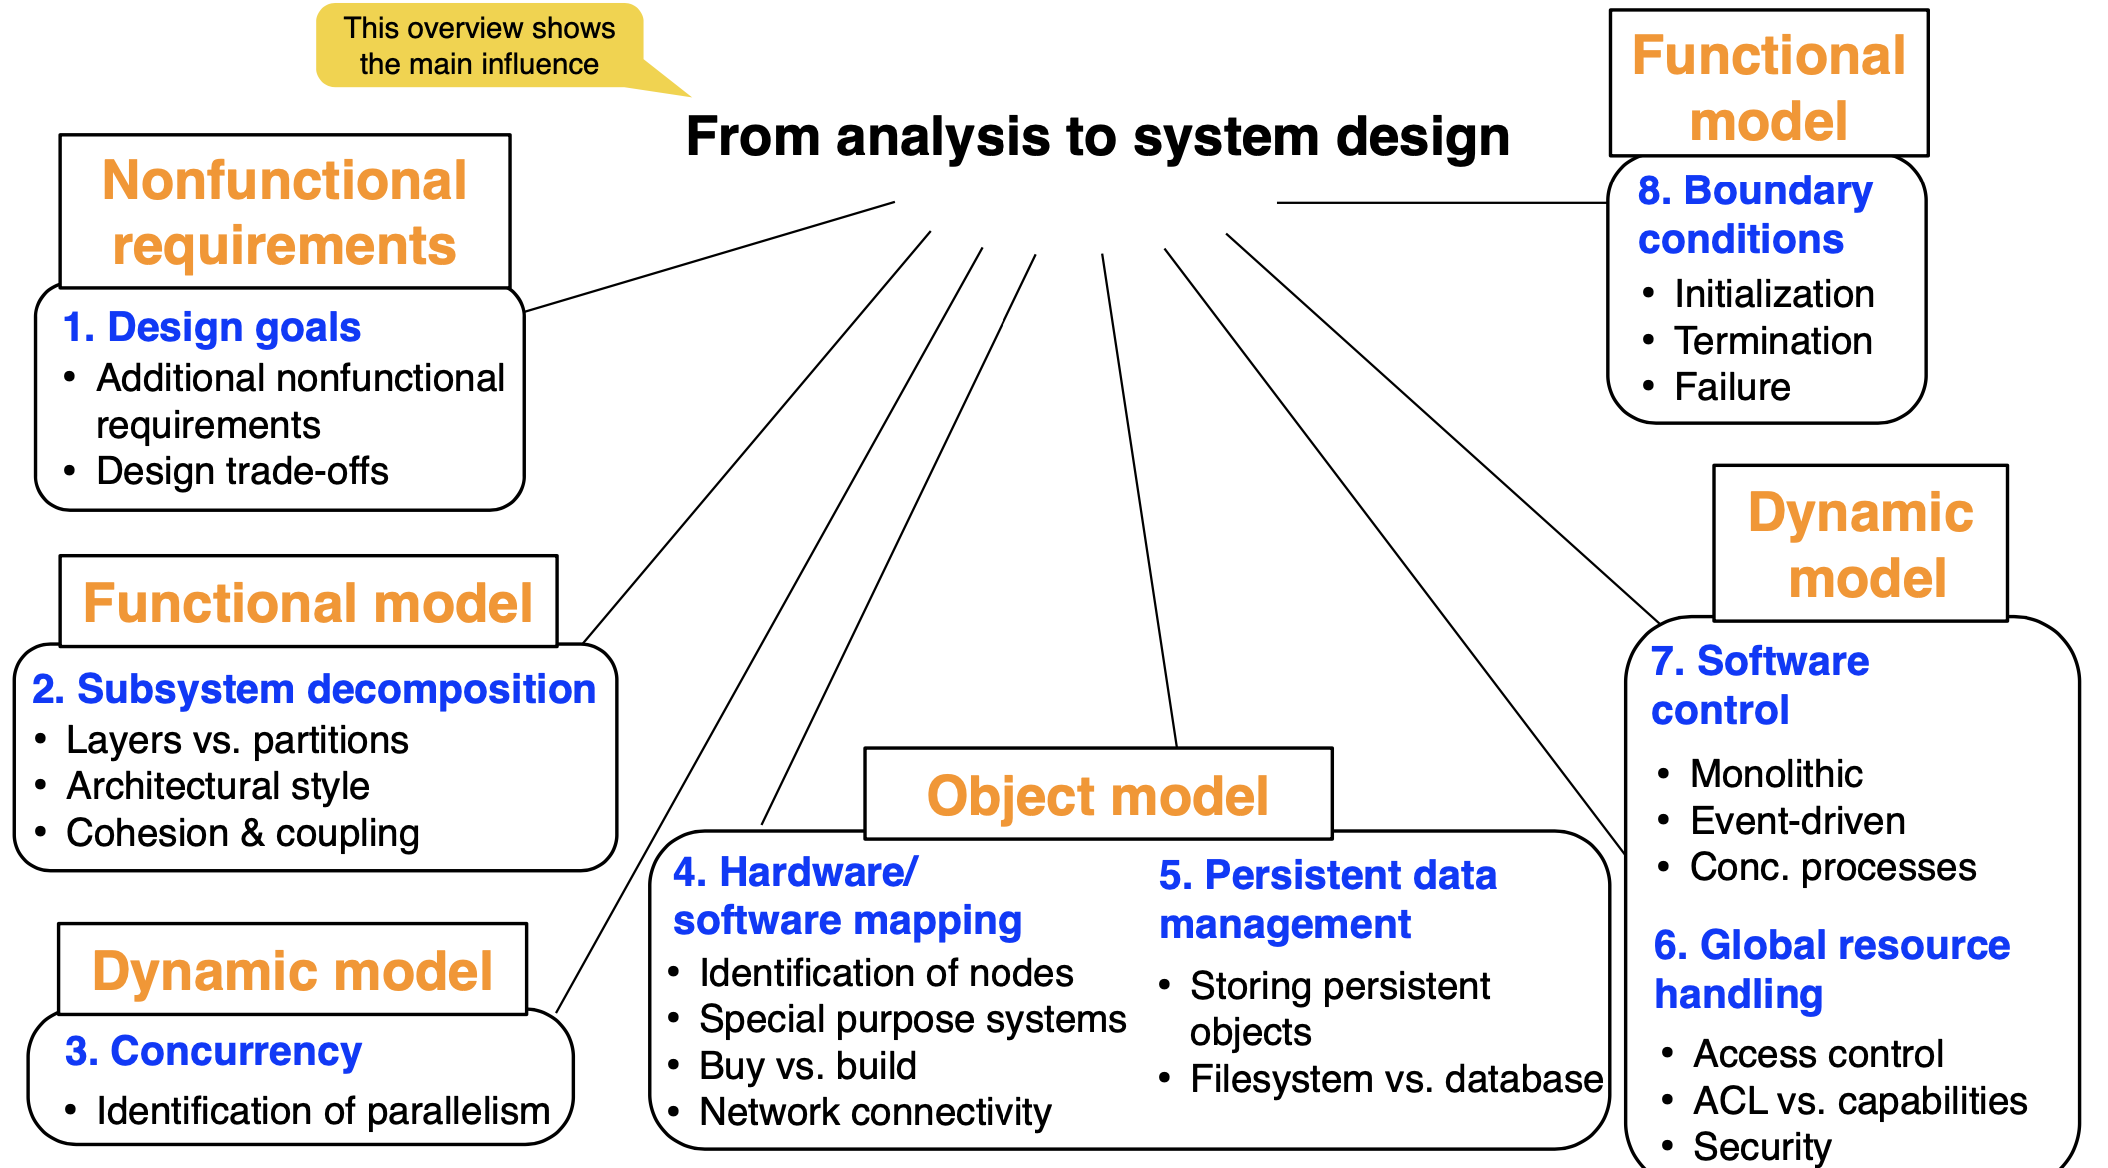 This overview shows
the main influence
From analysis to system design
Nonfunctional
requirements
1. Design goals
• Additional nonfunctional
requirements
• Design trade-offs
Functional model
2. Subsystem decomposition
• Layers vs. partitions
• Architectural style
• Cohesion & coupling
Dynamic model
3. Concurrency
• Identification of parallelism
Object model
4. Hardware/
software mapping
• Identification of nodes
• Special purpose systems
• Buy vs. build
• Network connectivity
5. Persistent data
management
• Storing persistent
objects
• Filesystem vs. database
Functional
model
8. Boundary
conditions
• Initialization
• Termination
• Failure
Dynamic
model
7. Software
control
• Monolithic
• Event-driven
• Conc. processes
6. Global resource
handling
• Access control
• ACL vs. capabilities
• Security